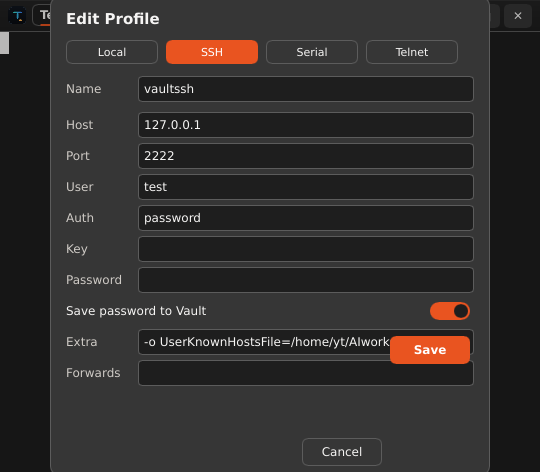 Te
Edit Profile
Local SSH Serial Telnet
Name vaultssh
Host 127.0.0.1
Port 2222
User test
Auth password
Key
Password
Save password to Vault
Extra -o UserKnownHostsFile=/home/yt/AIwork
Save
Forwards
Cancel